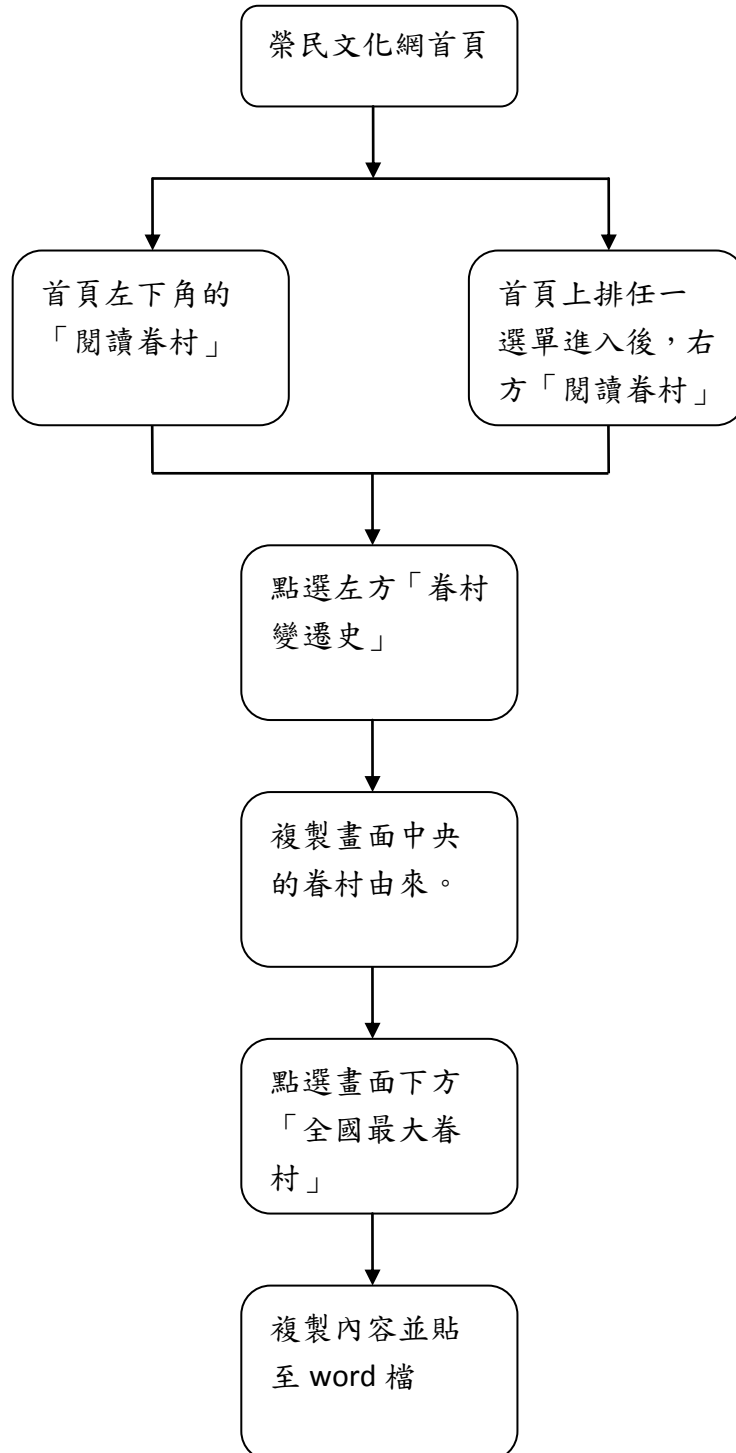 榮民文化網首頁
首頁左下角的
「閱讀眷村」
首頁上排任一
選單進入後，右
方「閱讀眷村」
點選左方「眷村
變遷史」
複製畫面中央
的眷村由來。
點選畫面下方
「全國最大眷
村」
複製內容並貼
至 word 檔